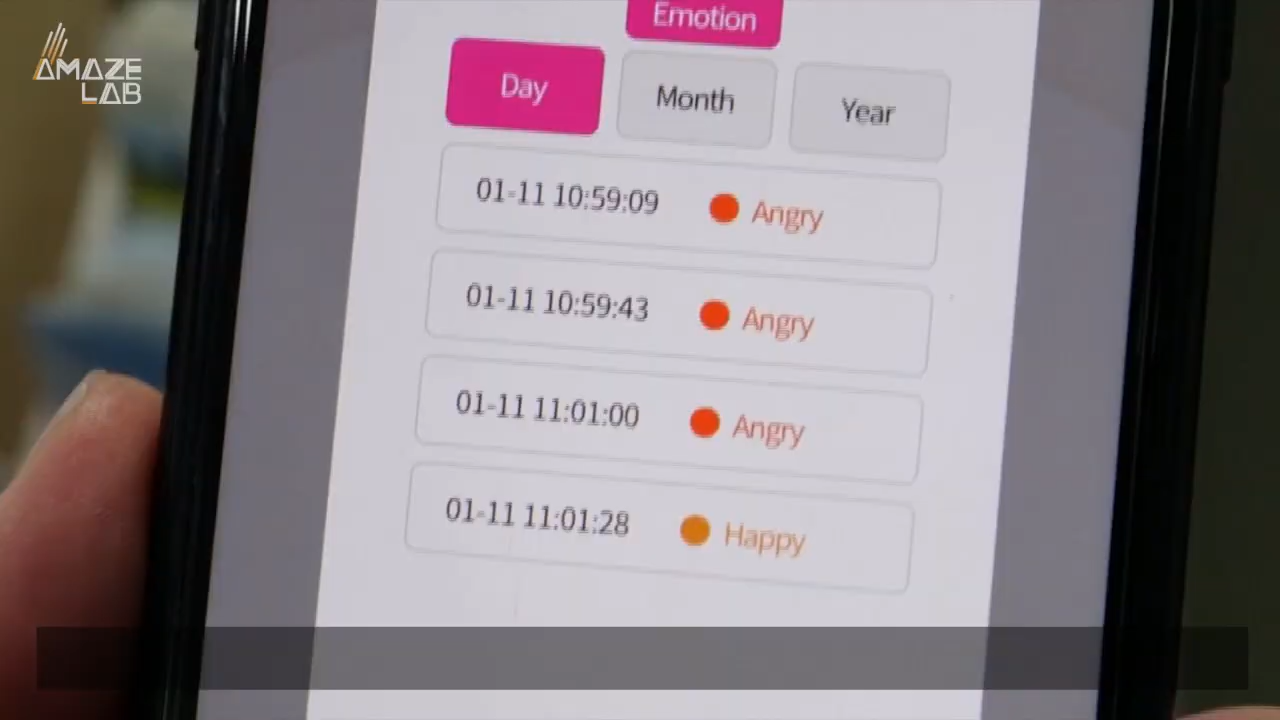 AMAZE
LAB
Emotion
Day
Month
Year
01-11 10:59:09 Angry
01-11 10:59:43 Angry
01-11 11:01:00 Angry
01-11 11:01:28 Happy